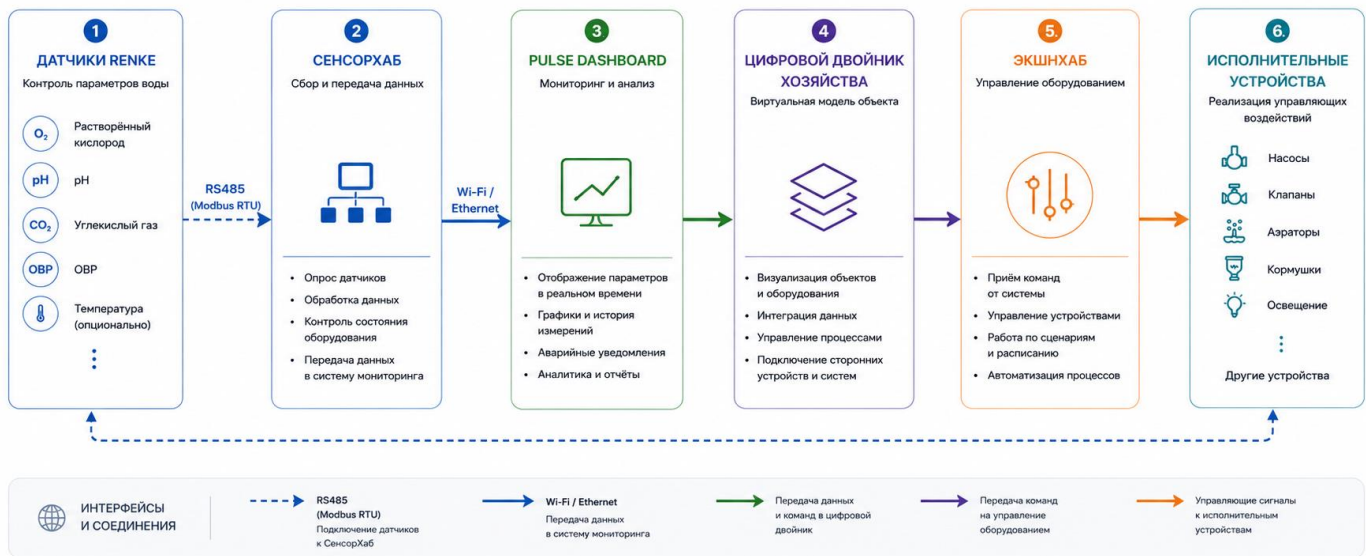 1
ДАТЧИКИ RENKE
Контроль параметров воды
O₂
Растворённый
кислород
pH
pH
CO₂
Углекислый газ
ОВР
ОВР
Температура
(опционально)
RS485
(Modbus RTU)
2
СЕНСОРХАБ
Сбор и передача данных
• Опрос датчиков
• Обработка данных
• Контроль состояния
оборудования
• Передача данных
в систему мониторинга
Wi-Fi /
Ethernet
3.
PULSE DASHBOARD
Мониторинг и анализ
• Отображение параметров
в реальном времени
• Графики и история
измерений
• Аварийные уведомления
• Аналитика и отчёты
4
ЦИФРОВОЙ ДВОЙНИК
ХОЗЯЙСТВА
Виртуальная модель объекта
• Визуализация объектов
и оборудования
• Интеграция данных
• Управление процессами
• Подключение сторонних
устройств и систем
5.
ЭКШНХАБ
Управление оборудованием
• Приём команд
от системы
• Управление устройствами
• Работа по сценариям
и расписанию
• Автоматизация процессов
6.
ИСПОЛНИТЕЛЬНЫЕ
УСТРОЙСТВА
Реализация управляющих
воздействий
Насосы
Клапаны
Аэраторы
Кормушки
Освещение
Другие устройства
ИНТЕРФЕЙСЫ
И СОЕДИНЕНИЯ
RS485
(Modbus RTU)
Подключение датчиков
к СенсорХаб
Wi-Fi / Ethernet
Передача данных
в систему мониторинга
Передача данных
и команд в цифровой
двойник
Передача команд
на управление
оборудованием
Управляющие сигналы
к исполнительным
устройствам